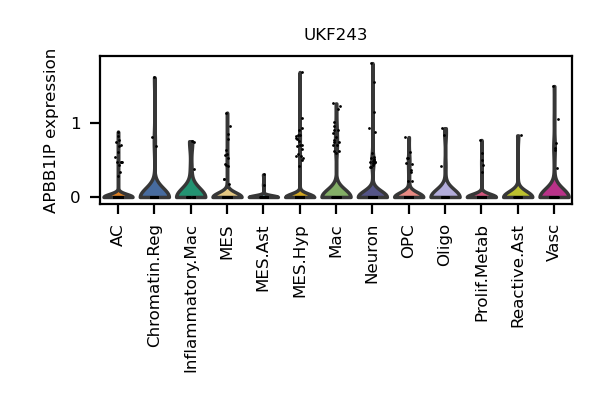 UKF243
APBB1IP expression
1
0
AC
Chromatin.Reg
Inflammatory.Mac
MES
MES.Ast
MES.Hyp
Mac
Neuron
OPC
Oligo
Prolif.Metab
Reactive.Ast
Vasc